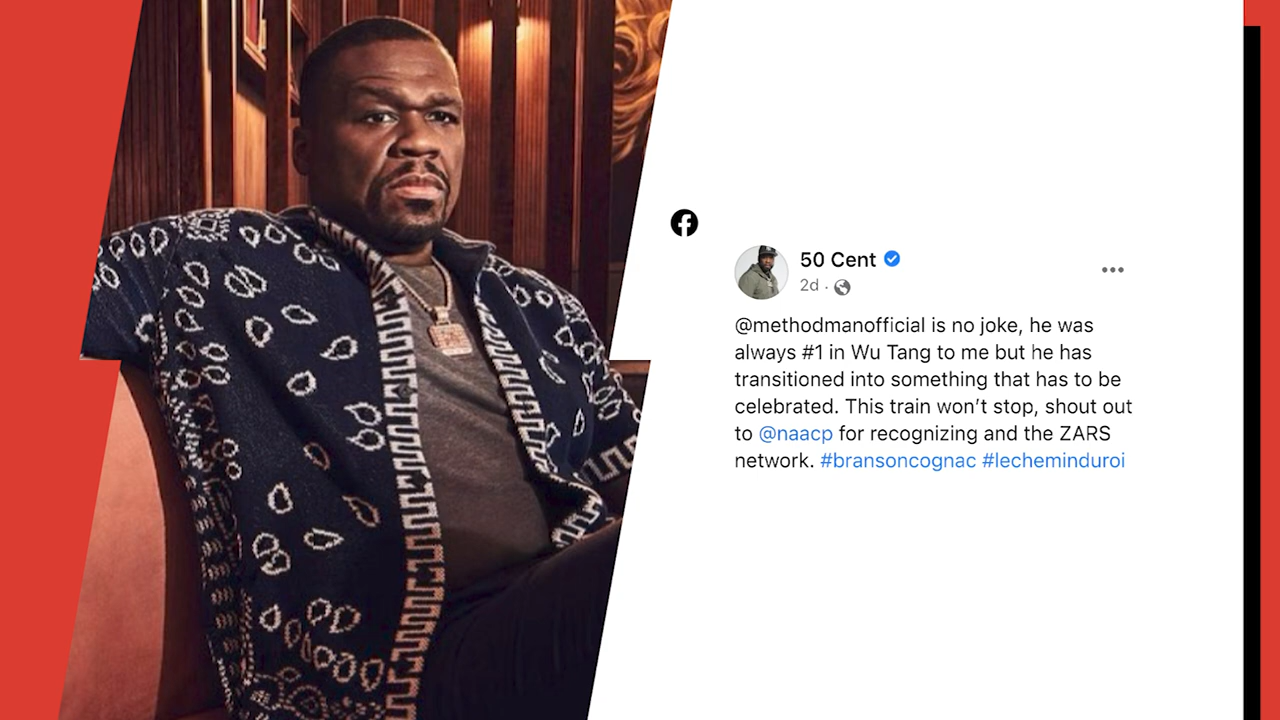 50 Cent
2d ·
@methodmanofficial is no joke, he was
always #1 in Wu Tang to me but he has
transitioned into something that has to be
celebrated. This train won’t stop, shout out
to @naacp for recognizing and the ZARS
network. #bransoncognac #lecheminduroi